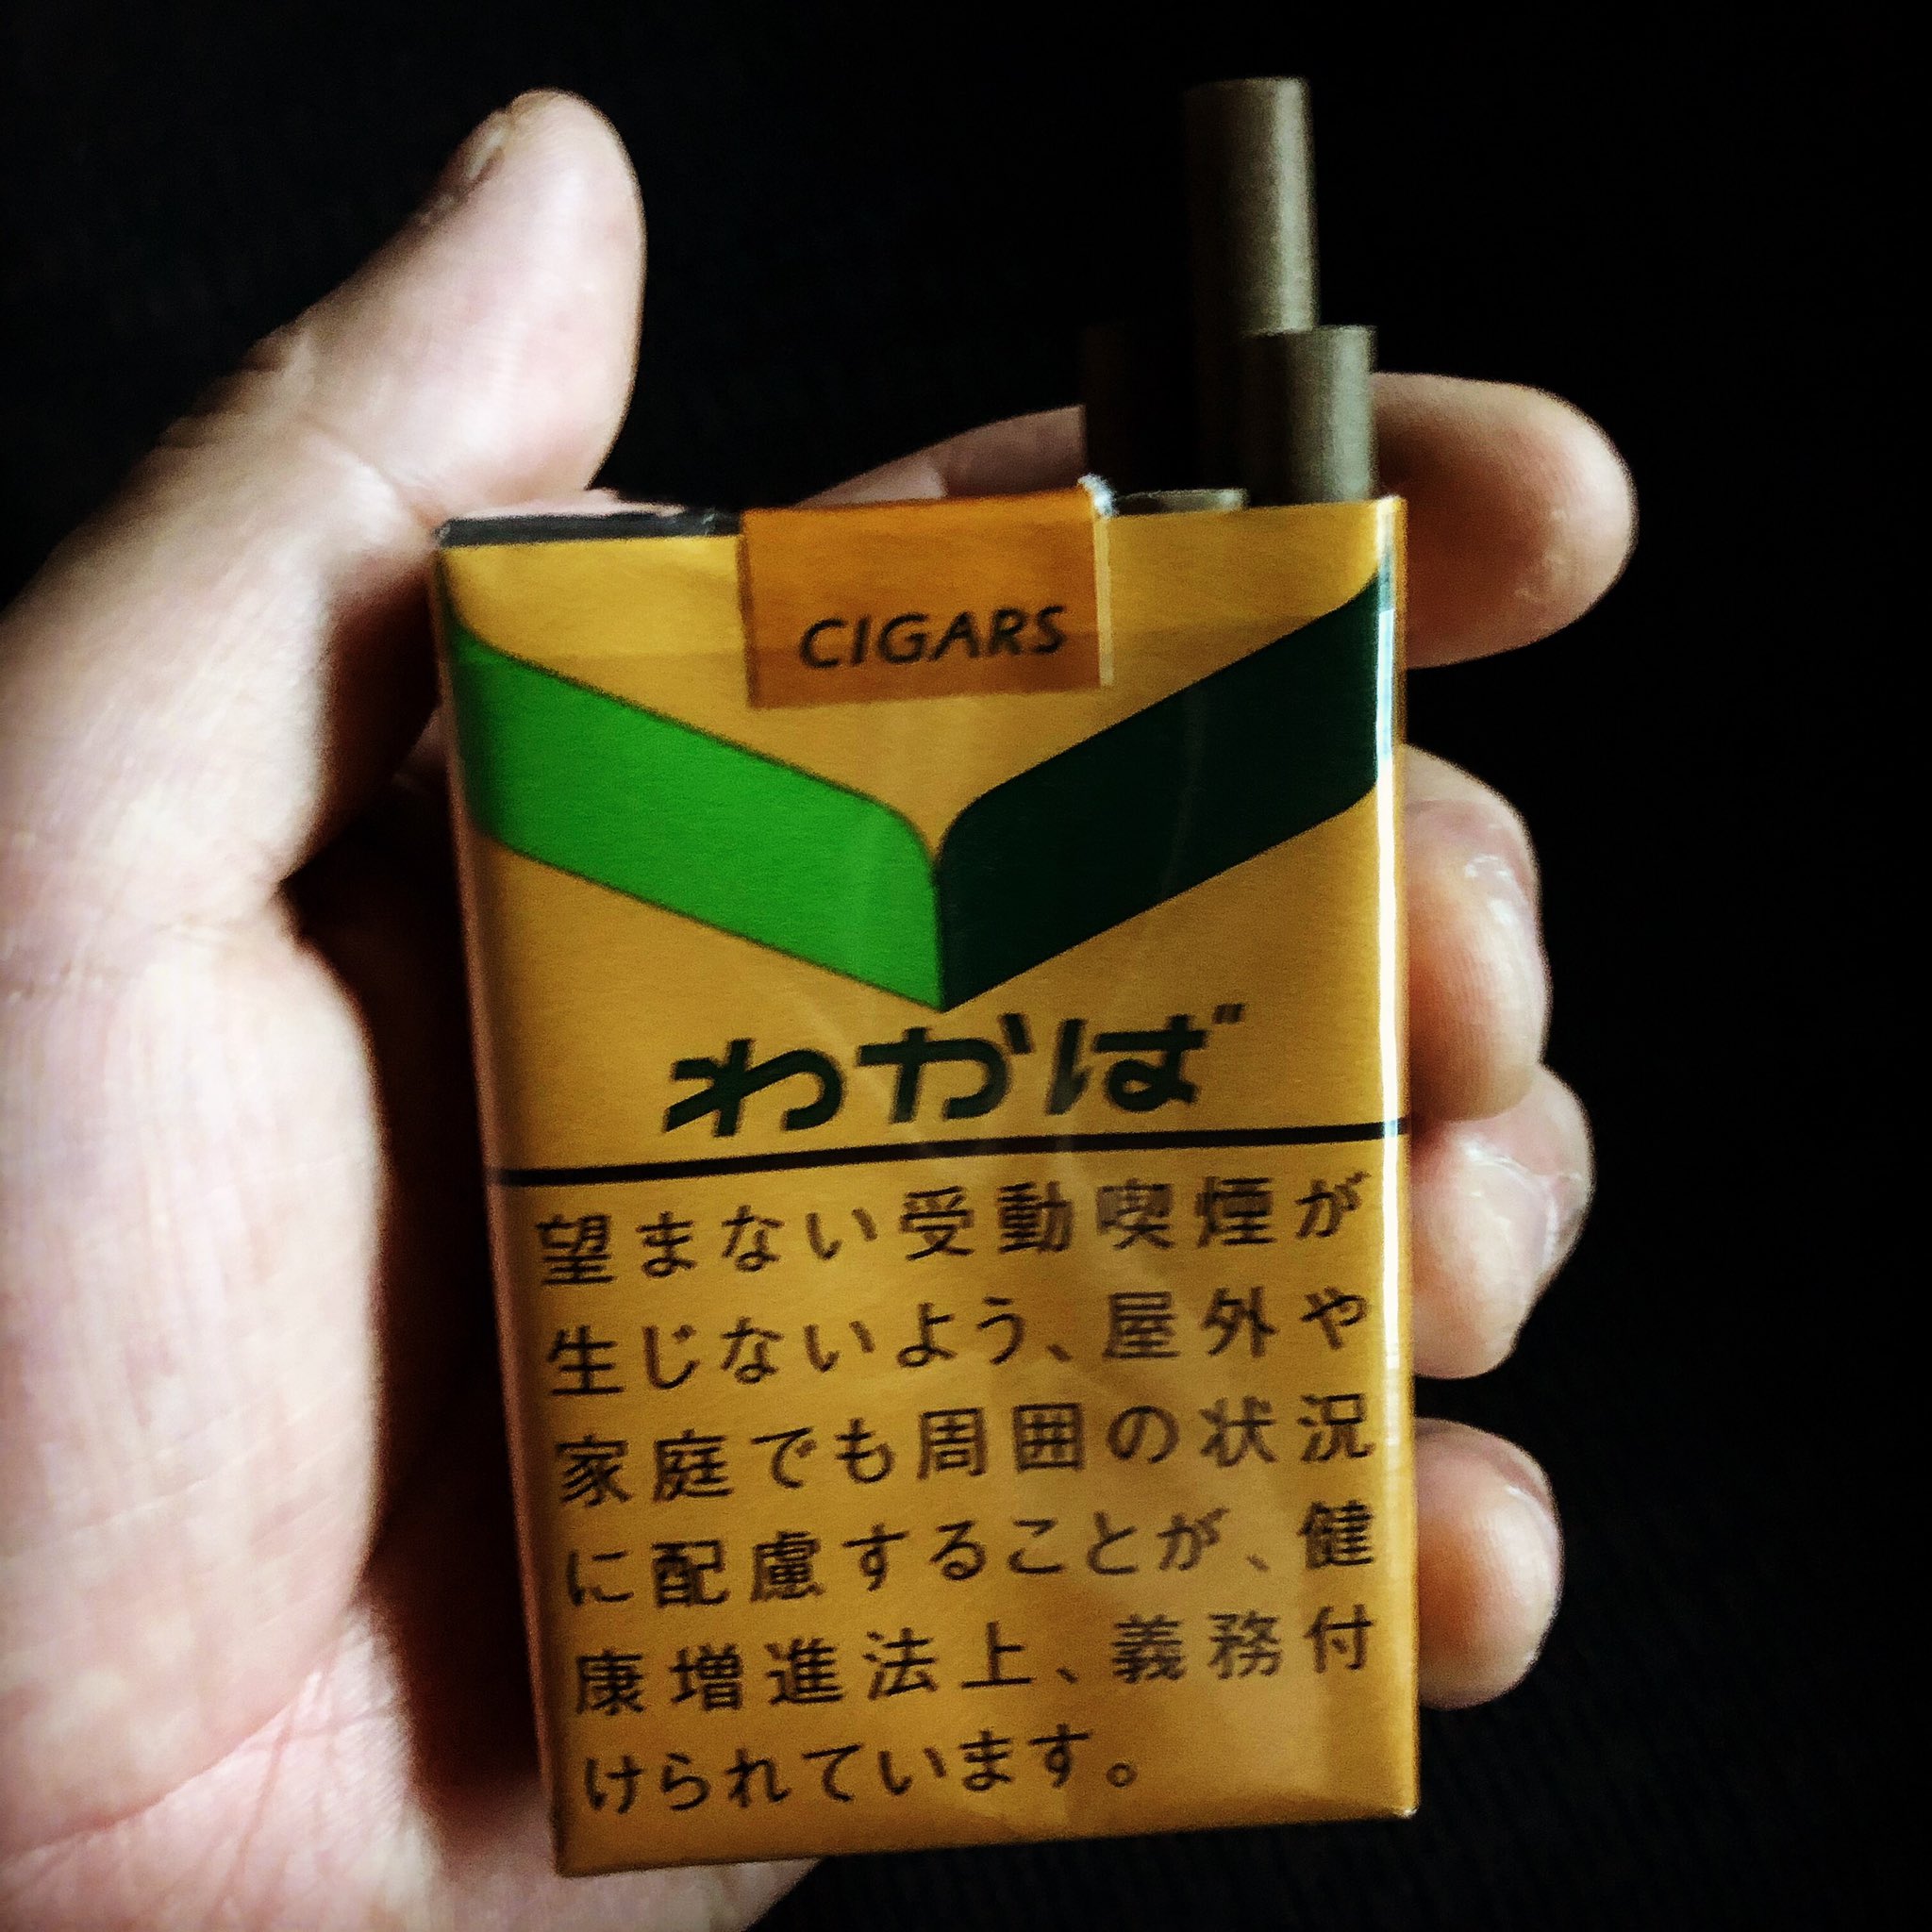 CIGARS
わかば
望まない受動喫煙が
生じないよう、屋外や
家庭でも周囲の状況
に配慮することが、健
康増進法上、義務付
けられています。